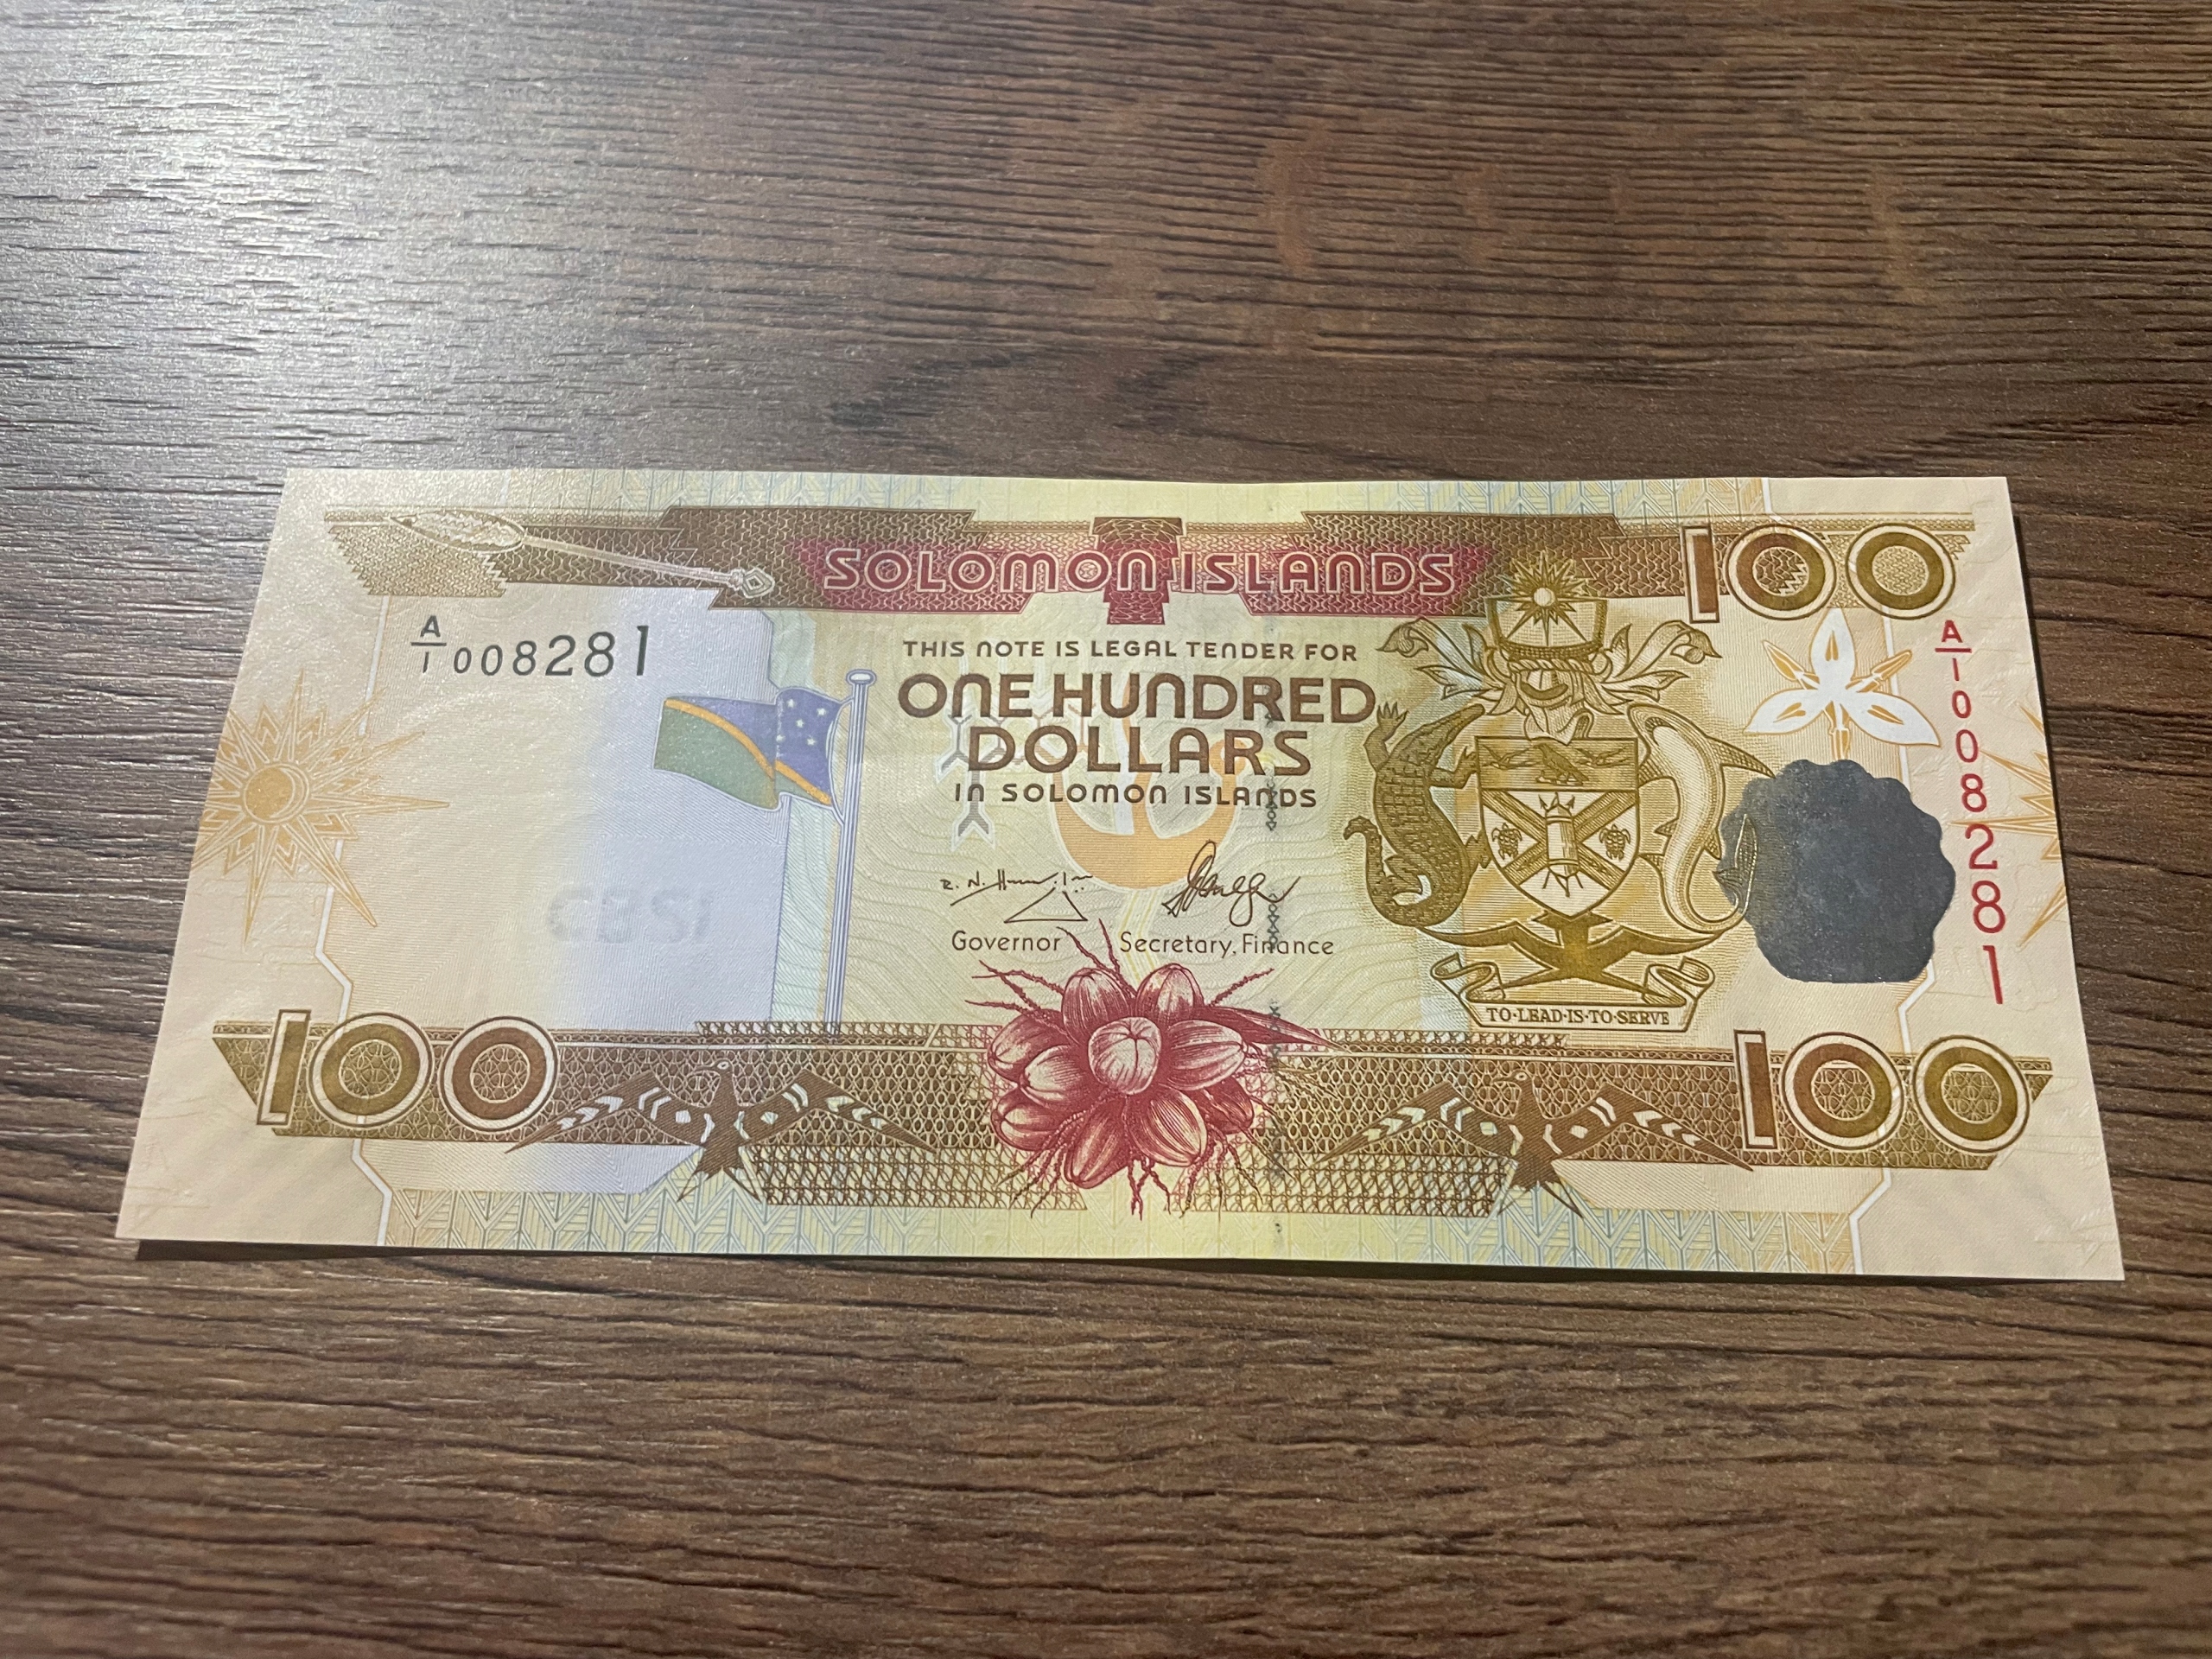 SOLOMON ISLANDS
100
A/1 008281
THIS NOTE IS LEGAL TENDER FOR
ONE HUNDRED
DOLLARS
IN SOLOMON ISLANDS
A/1 008281
CBSI
Governor
Secretary, Finance
TO·LEAD·IS·TO·SERVE
100
100